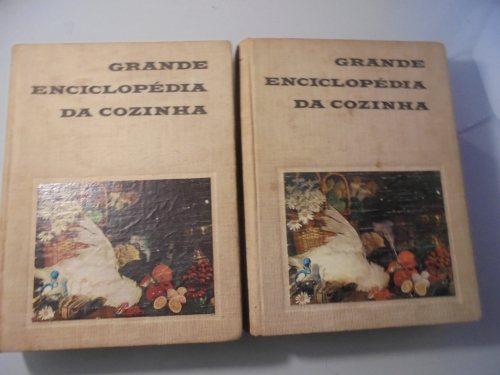 GRANDE
ENCICLOPÉDIA
DA COZINHA
GRANDE
ENCICLOPÉDIA
DA COZINHA